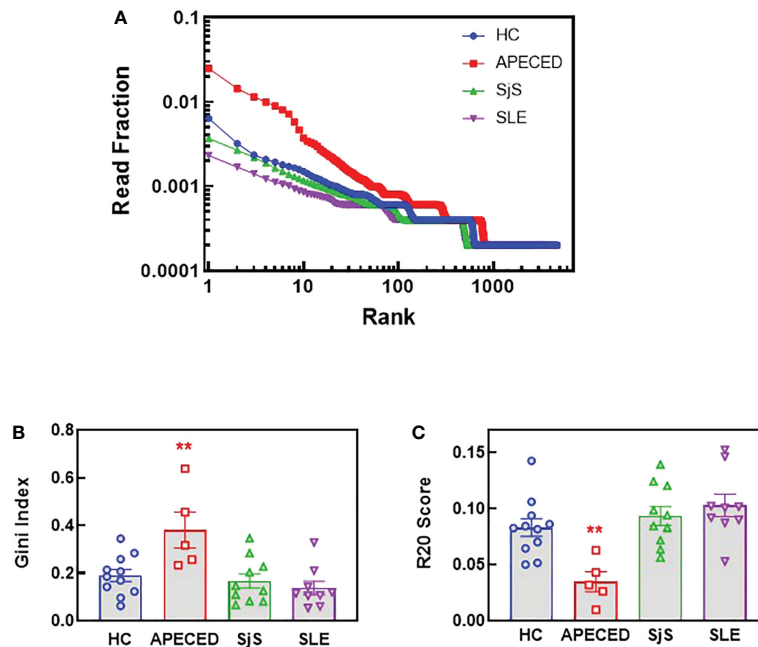 A
0.1
0.01
0.001
0.0001
Read Fraction
HC
APECED
SjS
SLE
1
10
100
1000
Rank
B
0.8
0.6
0.4
0.2
0.0
Gini Index
**
HC APECED SjS SLE
C
0.15
0.10
0.05
0.00
R20 Score
**
HC APECED SjS SLE